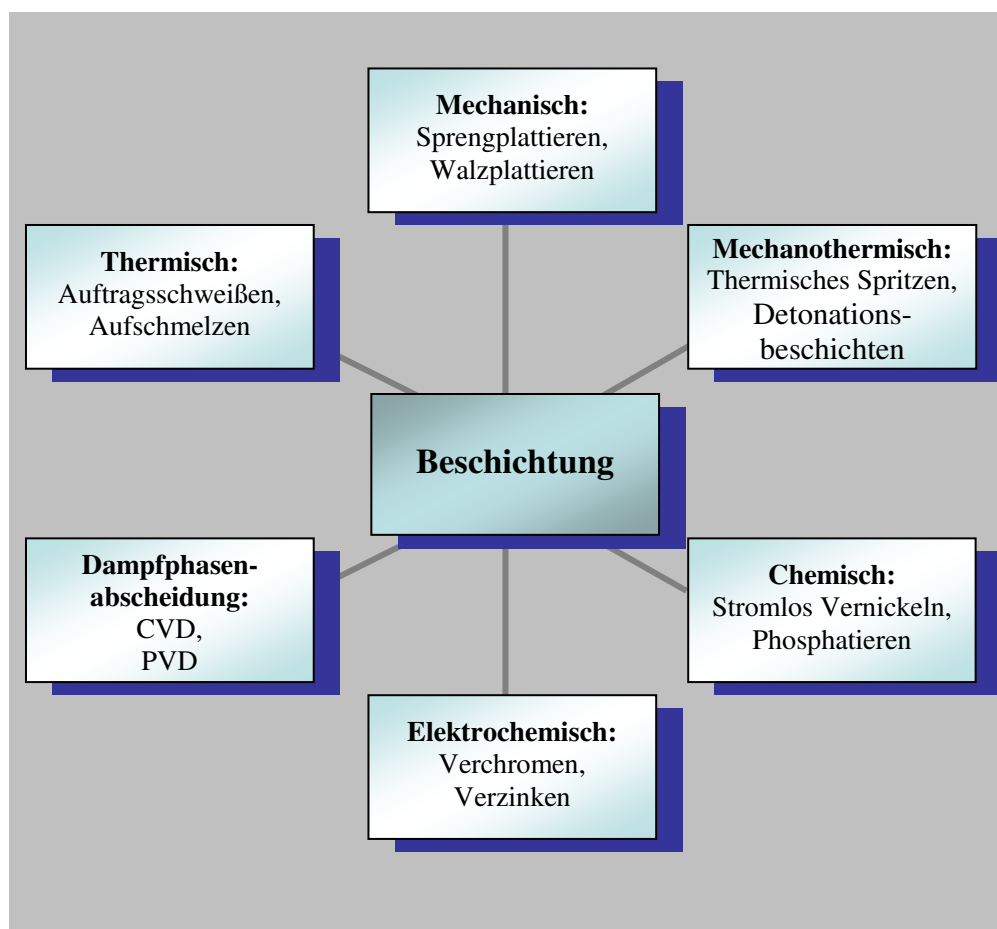 Mechanisch:
Sprengplattieren,
Walzplattieren
Thermisch:
Auftragsschweißen,
Aufschmelzen
Mechanothermisch:
Thermisches Spritzen,
Detonations-
beschichten
Beschichtung
Dampfphasen-
abscheidung:
CVD,
PVD
Chemisch:
Stromlos Vernickeln,
Phosphatieren
Elektrochemisch:
Verchromen,
Verzinken